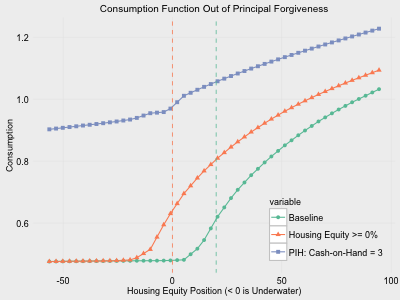 Consumption Function Out of Principal Forgiveness
1.2
1.0
0.8
0.6
Consumption
variable
Baseline
Housing Equity >= 0%
PIH: Cash-on-Hand = 3
-50
0
50
100
Housing Equity Position (< 0 is Underwater)